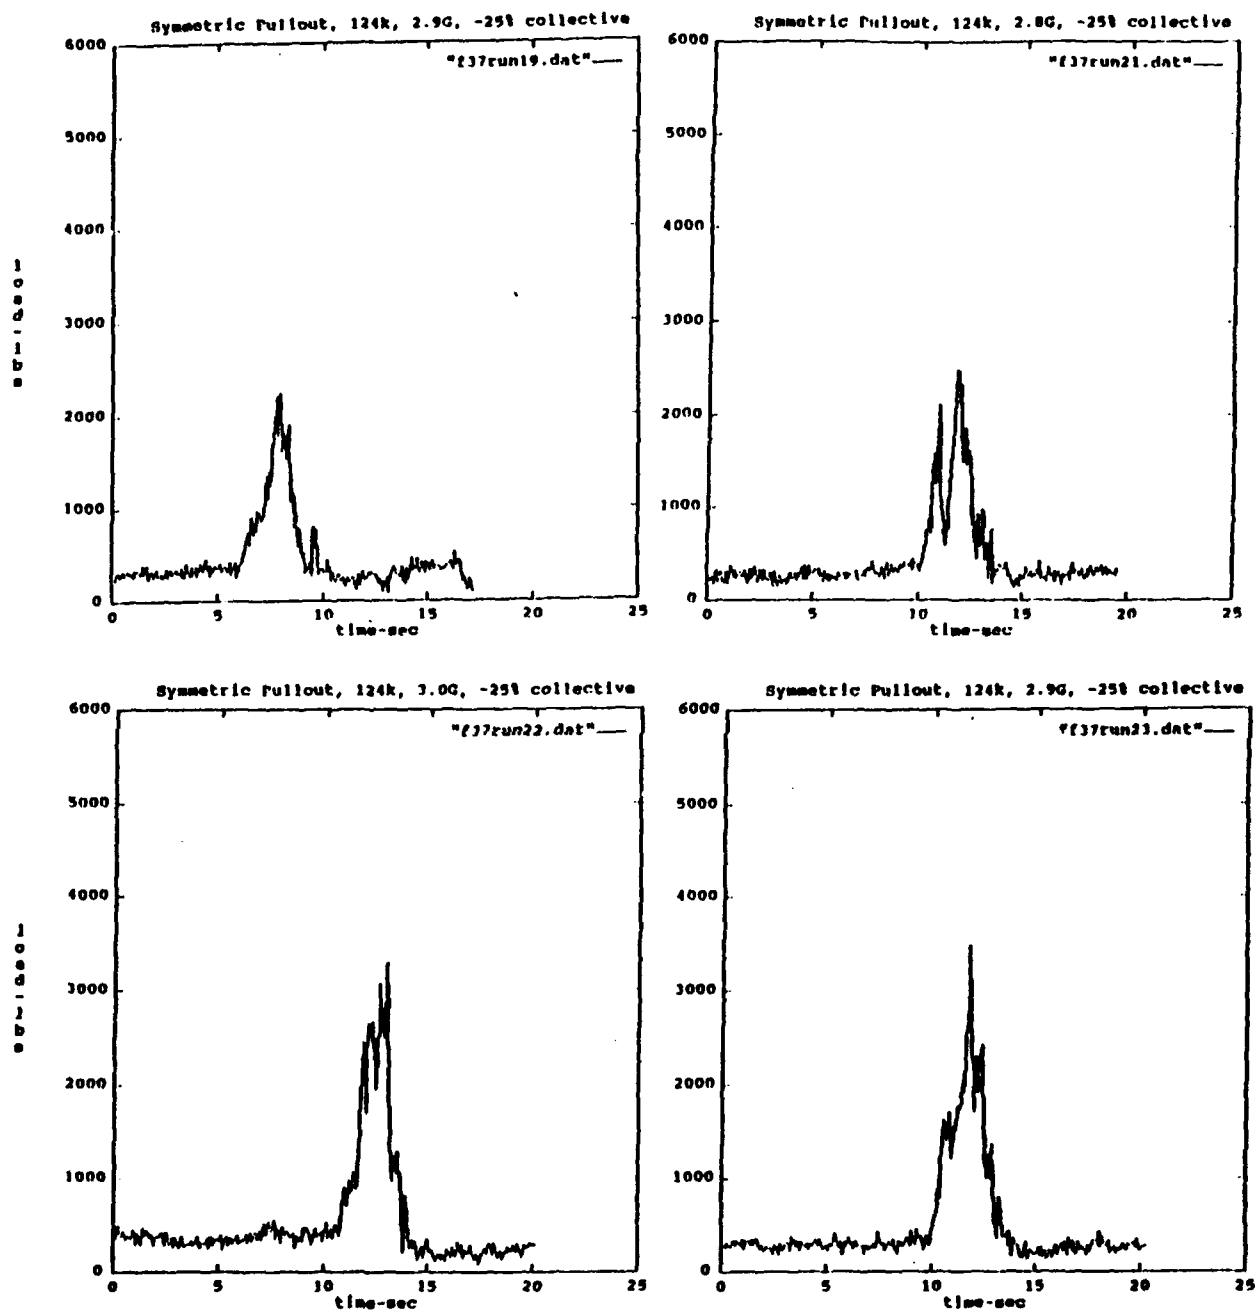 Symmetric Pullout, 124k, 2.9G, -25% collective
"f37run19.dat"
6000
5000
4000
3000
2000
1000
0
0 5 10 15 20 25
time-sec
load-lbs
Symmetric Pullout, 124k, 2.8G, -25% collective
"f37run21.dat"
6000
5000
4000
3000
2000
1000
0
0 5 10 15 20 25
time-sec
Symmetric Pullout, 124k, 3.0G, -25% collective
"f37run22.dat"
6000
5000
4000
3000
2000
1000
0
0 5 10 15 20 25
time-sec
load-lbs
Symmetric Pullout, 124k, 2.9G, -25% collective
"f37run23.dat"
6000
5000
4000
3000
2000
1000
0
0 5 10 15 20 25
time-sec